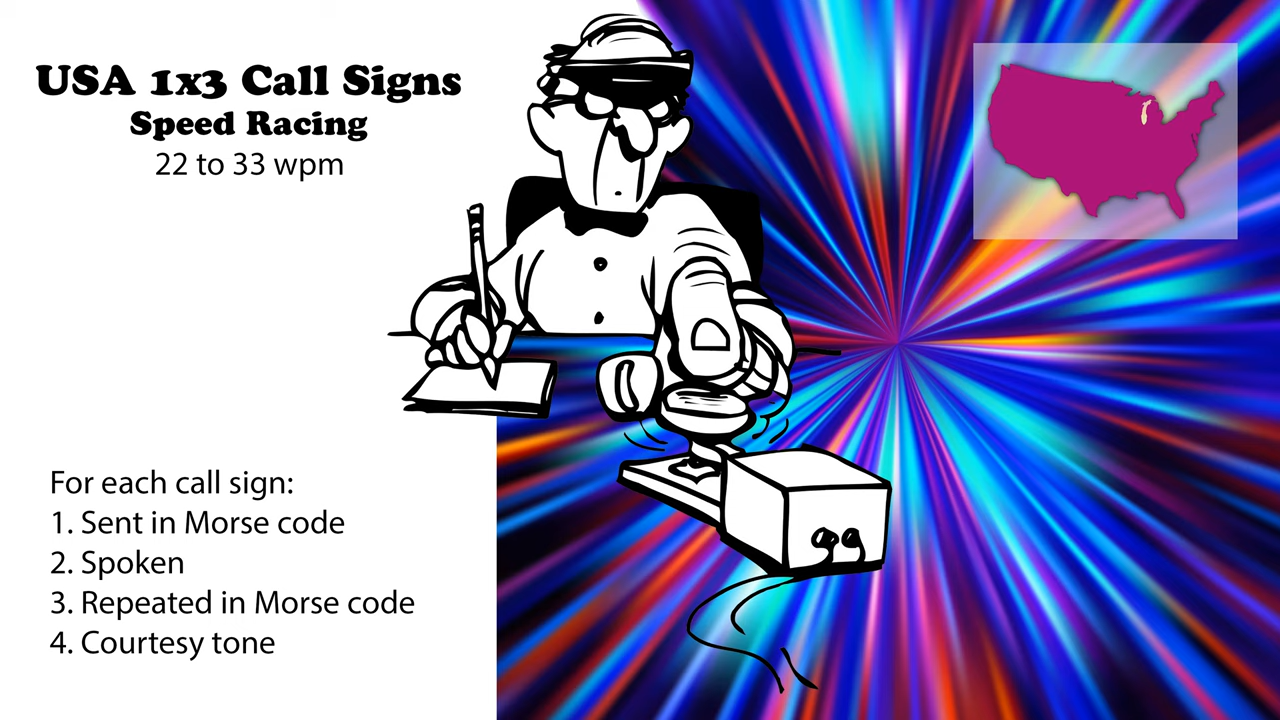 USA 1x3 Call Signs
Speed Racing
22 to 33 wpm
For each call sign:
1. Sent in Morse code
2. Spoken
3. Repeated in Morse code
4. Courtesy tone